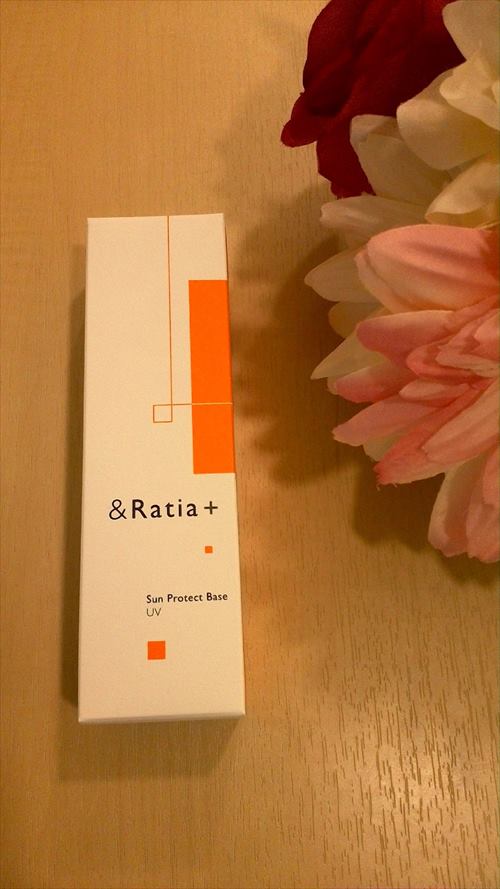 &Ratia+
Sun Protect Base
UV